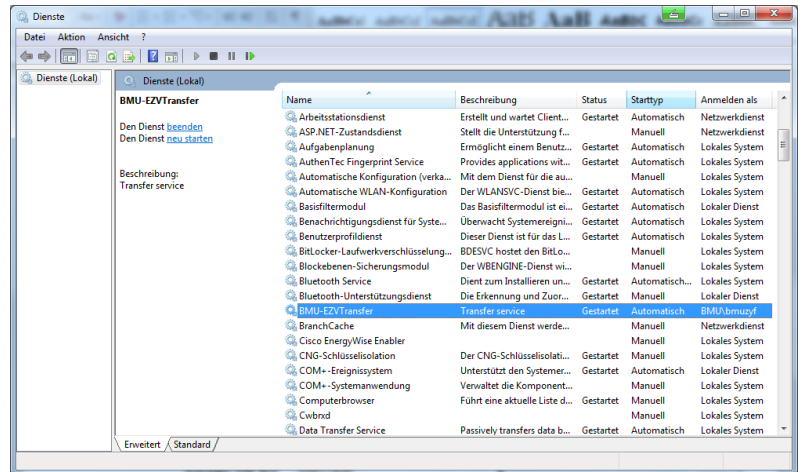 Dienste
Datei Aktion Ansicht ?
Dienste (Lokal)
Dienste (Lokal)
BMU-EZVTransfer
Den Dienst beenden
Den Dienst neu starten
Beschreibung:
Transfer service
Name Beschreibung Status Starttyp Anmelden als
Arbeitsstationsdienst Erstellt und wartet Client... Gestartet Automatisch Netzwerkdienst
ASP.NET-Zustandsdienst Stellt die Unterstützung f... Manuell Netzwerkdienst
Aufgabenplanung Ermöglicht einem Benutz... Gestartet Automatisch Lokales System
AuthenTec Fingerprint Service Provides applications wit... Gestartet Automatisch Lokales System
Automatische Konfiguration (verka... Mit dem Dienst für die au... Manuell Lokales System
Automatische WLAN-Konfiguration Der WLANSVC-Dienst bie... Gestartet Automatisch Lokales System
Basisfiltermodul Das Basisfiltermodul ist ei... Gestartet Automatisch Lokaler Dienst
Benachrichtigungsdienst für Syste... Überwacht Systemereigni... Gestartet Automatisch Lokales System
Benutzerprofildienst Dieser Dienst ist für das L... Gestartet Automatisch Lokales System
BitLocker-Laufwerkverschlüsselung... BDESVC hostet den BitLo... Manuell Lokales System
Blockebenen-Sicherungsmodul Der WBENGINE-Dienst wi... Manuell Lokales System
Bluetooth Service Dient zum Installieren un... Gestartet Automatisch... Lokales System
Bluetooth-Unterstützungsdienst Die Erkennung und Zuor... Gestartet Manuell Lokaler Dienst
BMU-EZVTransfer Transfer service Gestartet Automatisch BMU\bmuzyf
BranchCache Mit diesem Dienst werde... Manuell Netzwerkdienst
Cisco EnergyWise Enabler Manuell Lokales System
CNG-Schlüsselisolation Der CNG-Schlüsselisolati... Gestartet Manuell Lokales System
COM+-Ereignissystem Unterstützt den Systemer... Gestartet Automatisch Lokaler Dienst
COM+-Systemanwendung Verwaltet die Komponent... Manuell Lokales System
Computerbrowser Führt eine aktuelle Liste d... Gestartet Manuell Lokales System
Cwbrxd Manuell Lokales System
Data Transfer Service Passively transfers data b... Gestartet Automatisch Lokales System
Erweitert Standard